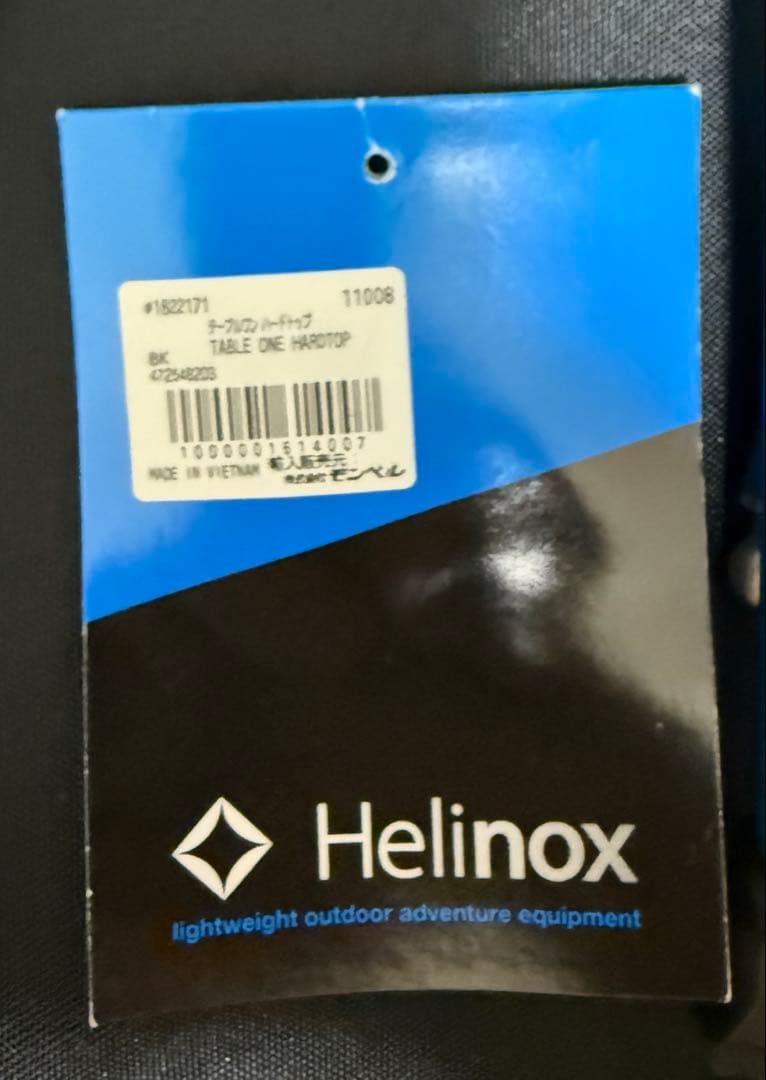 #1822171 11008
テーブルワン ハードトップ
TABLE ONE HARDTOP
BK
472548203
1000001614007
MADE IN VIETNAM 輸入販売元
株式会社モンベル
Helinox
lightweight outdoor adventure equipment